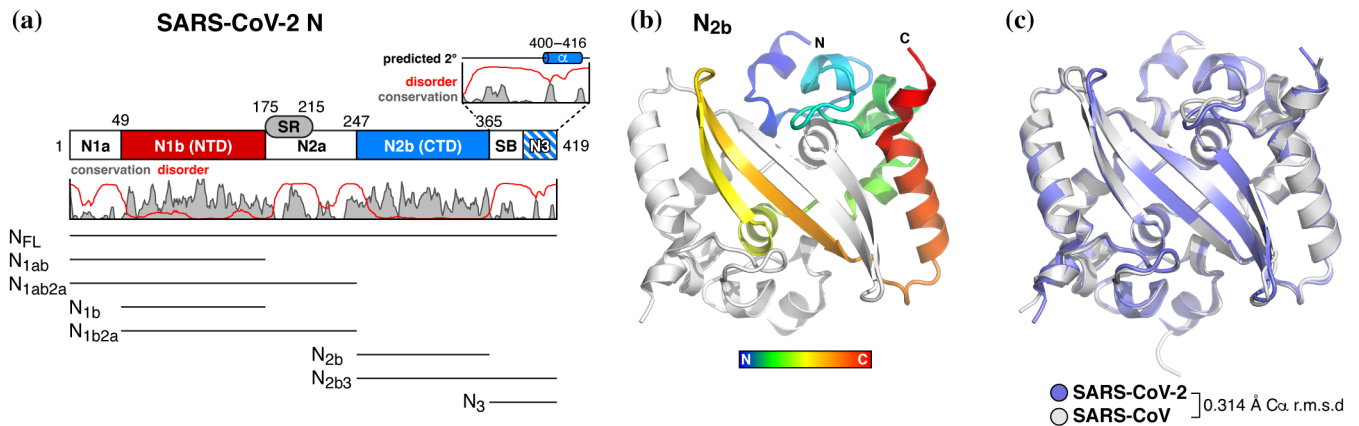 (a)
SARS-CoV-2 N
400–416
predicted 2°
α
disorder
conservation
175
215
SR
49
247
365
1
N1a
N1b (NTD)
N2a
N2b (CTD)
SB
N3
419
conservation disorder
NFL
N1ab
N1ab2a
N1b
N1b2a
N2b
N2b3
N3
(b)
N2b
N
C
N
C
(c)
SARS-CoV-2
SARS-CoV
0.314 Å Cα r.m.s.d